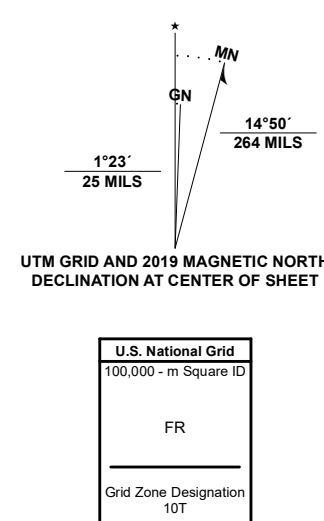 ★
MN
GN
14°50´
264 MILS
1°23´
25 MILS
UTM GRID AND 2019 MAGNETIC NORTH
DECLINATION AT CENTER OF SHEET
U.S. National Grid
100,000 - m Square ID
FR
Grid Zone Designation
10T